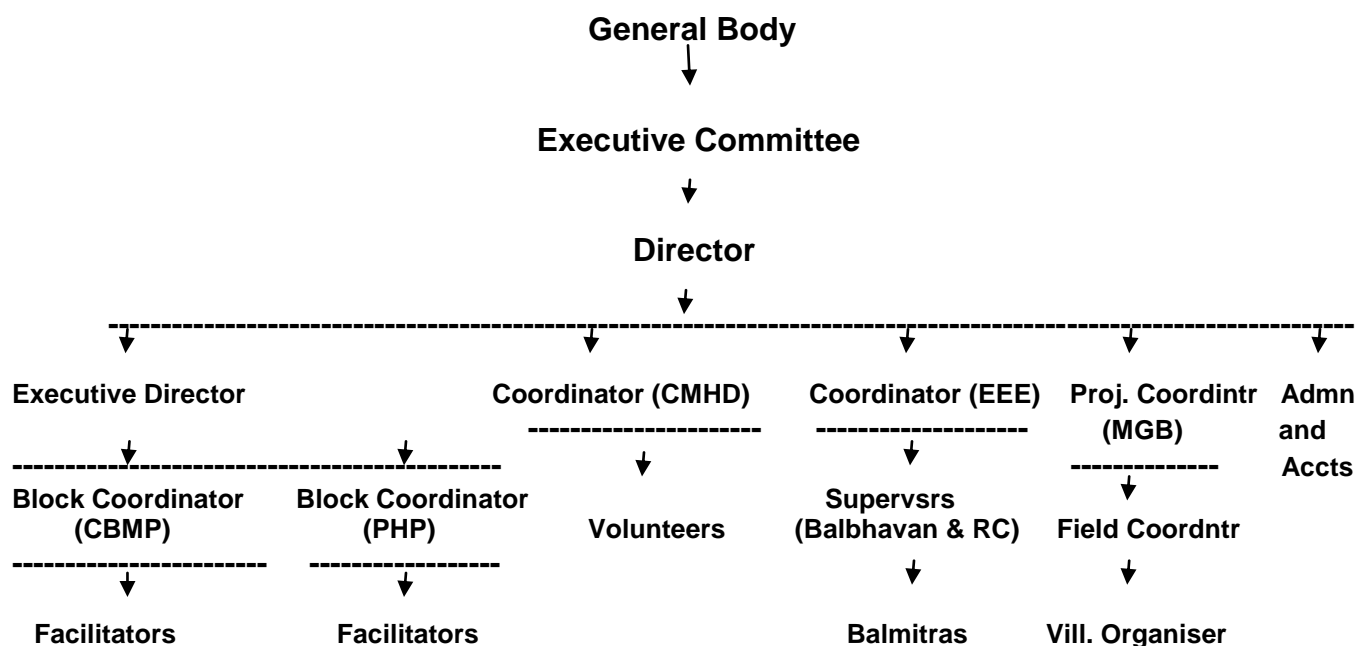 General Body
Executive Committee
Director
Executive Director Coordinator (CMHD) Coordinator (EEE) Proj. Coordintr Admn
(MGB) and
Accts
Block Coordinator Block Coordinator Supervsrs
(CBMP) (PHP) Volunteers (Balbhavan & RC) Field Coordntr
Facilitators Facilitators Balmitras Vill. Organiser